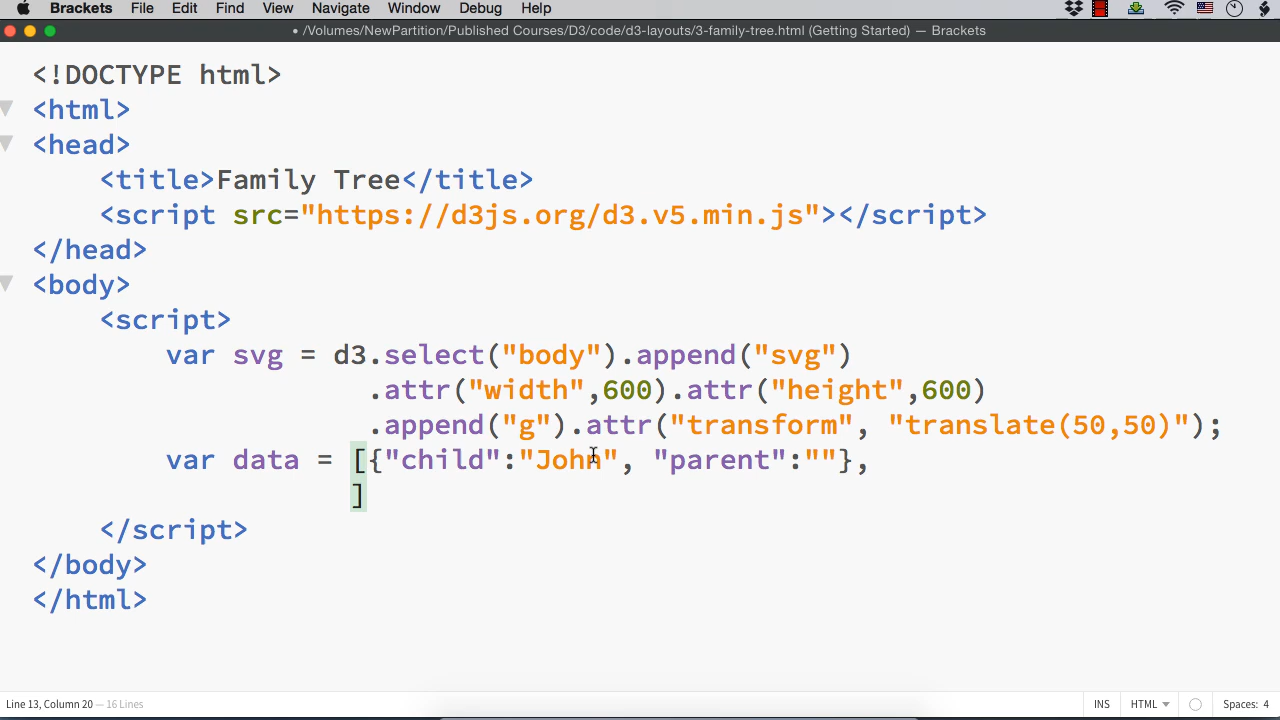 Brackets File Edit Find View Navigate Window Debug Help
• /Volumes/NewPartition/Published Courses/D3/code/d3-layouts/3-family-tree.html (Getting Started) — Brackets
<!DOCTYPE html>
<html>
<head>
    <title>Family Tree</title>
    <script src="https://d3js.org/d3.v5.min.js"></script>
</head>
<body>
    <script>
        var svg = d3.select("body").append("svg")
                    .attr("width",600).attr("height",600)
                    .append("g").attr("transform", "translate(50,50)");
        var data = [{"child":"John", "parent":""},
                   ]
    </script>
</body>
</html>
Line 13, Column 20 — 16 Lines INS HTML Spaces: 4